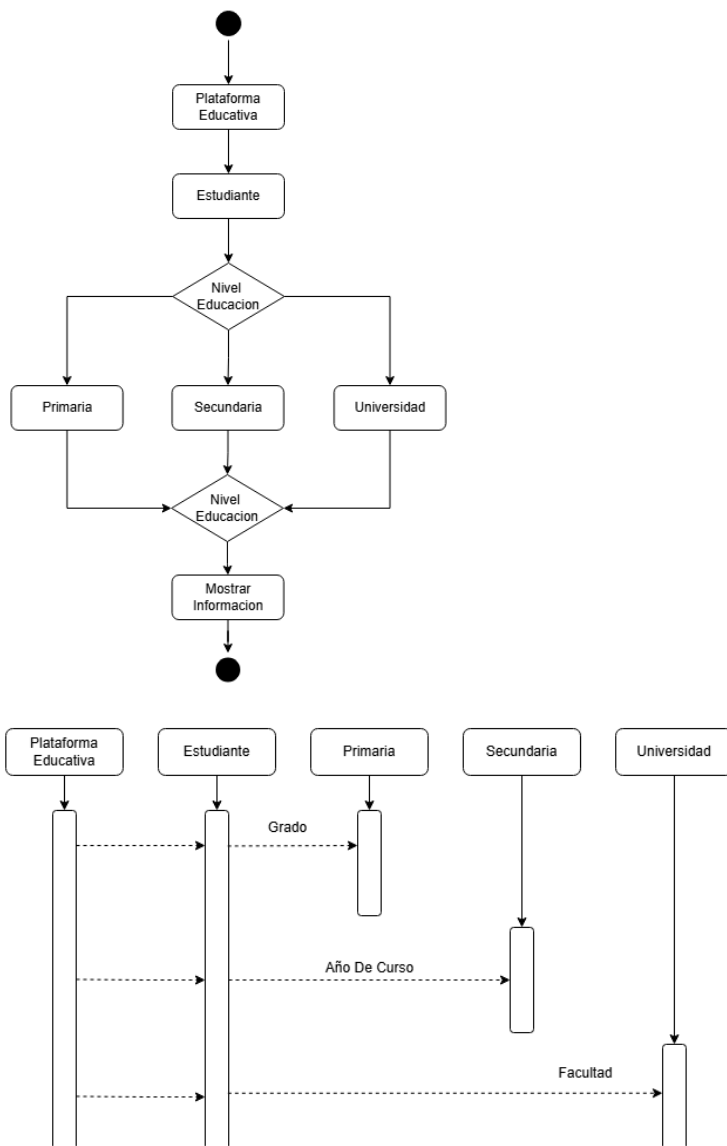 Plataforma
Educativa
Estudiante
Nivel
Educacion
Primaria
Secundaria
Universidad
Nivel
Educacion
Mostrar
Informacion
Plataforma
Educativa
Estudiante
Primaria
Secundaria
Universidad
Grado
Año De Curso
Facultad